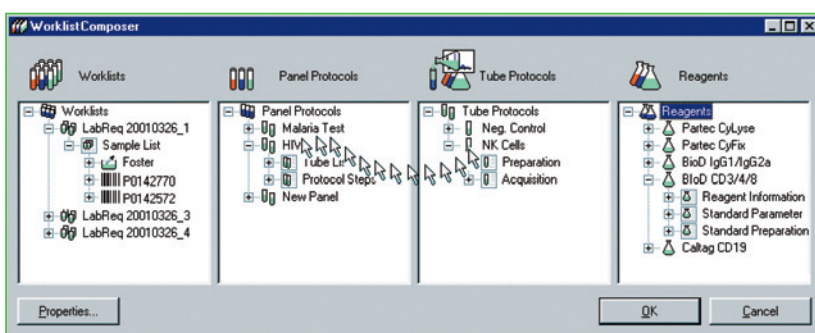 WorklistComposer
Worklists
Panel Protocols
Tube Protocols
Reagents
Worklists
LabReq 20010326_1
Sample List
Foster
P0142770
P0142572
LabReq 20010326_3
LabReq 20010326_4
Panel Protocols
Malaria Test
HIV
Tube Li
Protocol Steps
New Panel
Tube Protocols
Neg. Control
NK Cells
Preparation
Acquisition
Reagents
Partec CyLyse
Partec CyFix
BioD IgG1/IgG2a
BIoD CD3/4/8
Reagent Information
Standard Parameter
Standard Preparation
Caltag CD19
Properties...
OK
Cancel